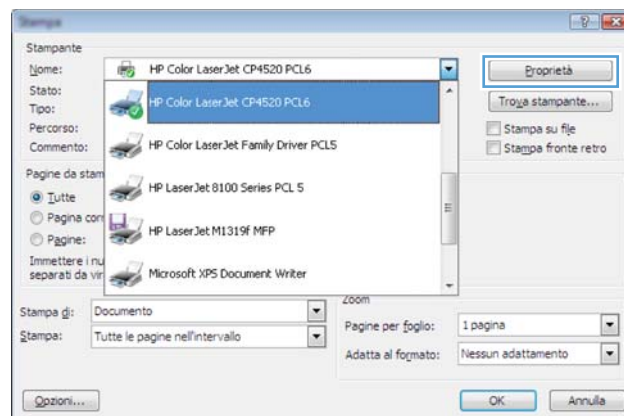 Stampa
Stampante
Nome:
HP Color LaserJet CP4520 PCL6
Proprietà
Stato:
HP Color LaserJet CP4520 PCL6
Trova stampante...
Tipo:
Percorso:
Stampa su file
Commento:
HP Color LaserJet Family Driver PCL5
Stampa fronte retro
Pagine da stam
HP LaserJet 8100 Series PCL 5
Tutte
Pagina con
HP LaserJet M1319f MFP
Pagine:
Immettere i nu
separati da vir
Microsoft XPS Document Writer
Zoom
Stampa di:
Documento
Pagine per foglio:
1 pagina
Stampa:
Tutte le pagine nell'intervallo
Adatta al formato:
Nessun adattamento
Opzioni...
OK
Annulla